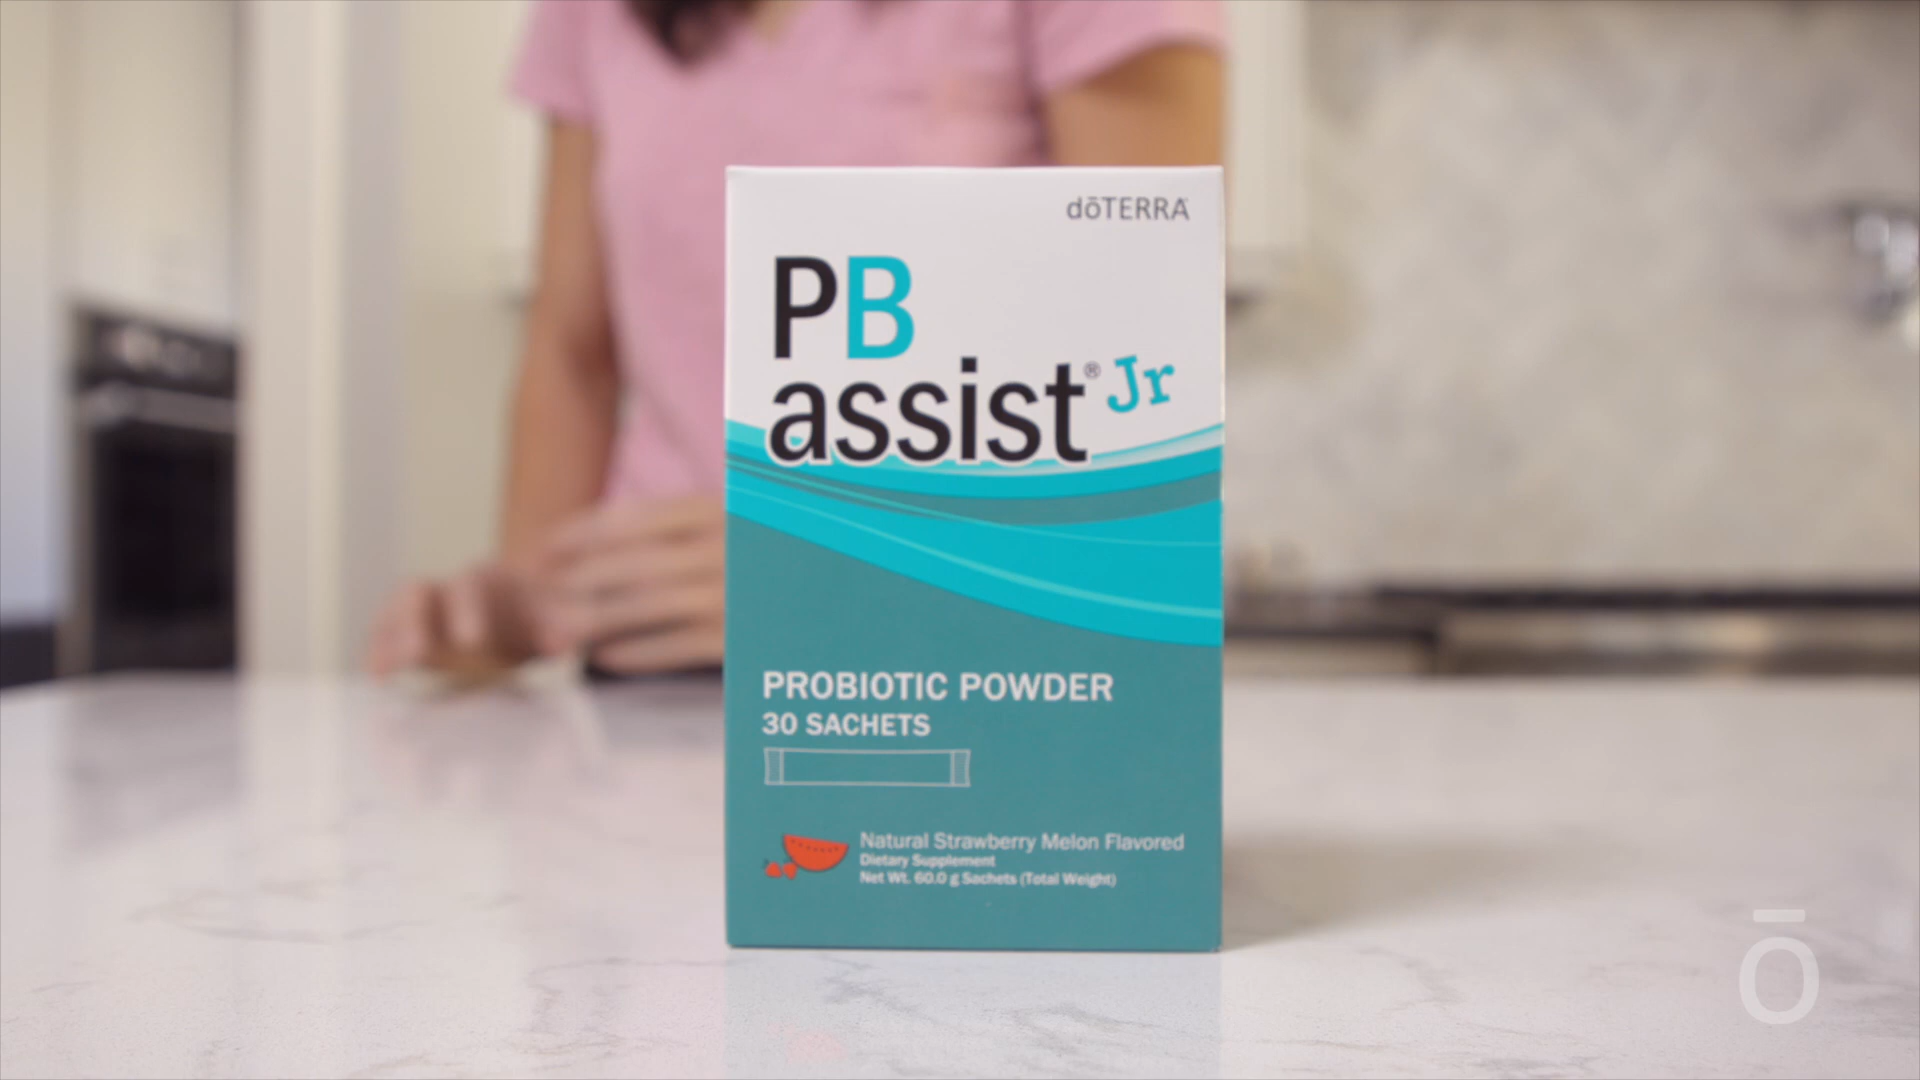 dōTERRA
PB
assist® Jr
PROBIOTIC POWDER
30 SACHETS
Natural Strawberry Melon Flavored
Dietary Supplement
Net Wt. 60.0 g Sachets (Total Weight)
ō